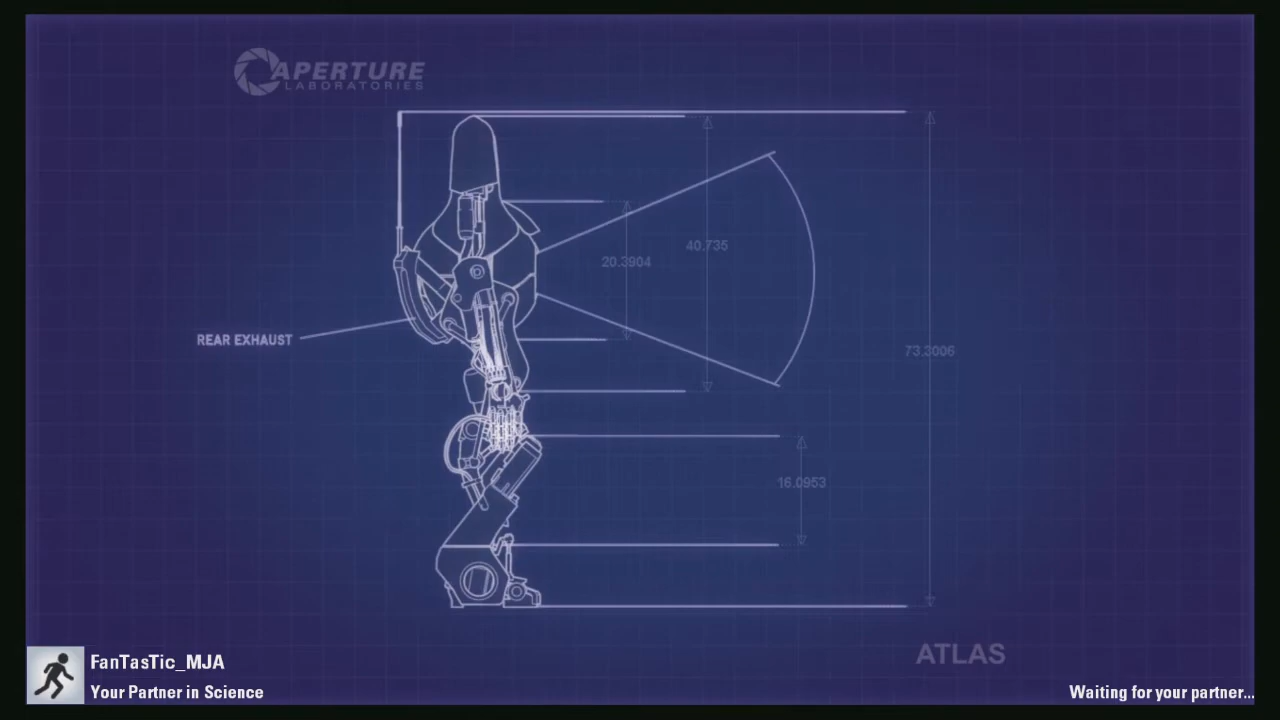 APERTURE
LABORATORIES
40.735
20.3904
REAR EXHAUST
73.3006
16.0953
ATLAS
FanTasTic_MJA
Your Partner in Science
Waiting for your partner...